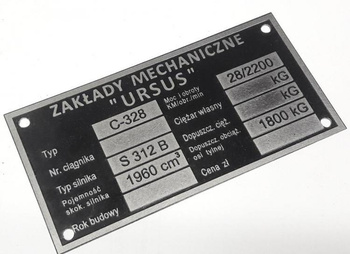 ZAKŁADY MECHANICZNE
"URSUS"
Typ C-328
Nr. ciągnika
Typ silnika S 312 B
Pojemność skok. silnika 1960 cm³
Rok budowy
Moc i obroty KM/obr./min 28/2200
Ciężar własny kG
Dopuszcz. cięż. kG
Dopuszcz. obciąż. osi tylnej 1800 kG
Cena zł